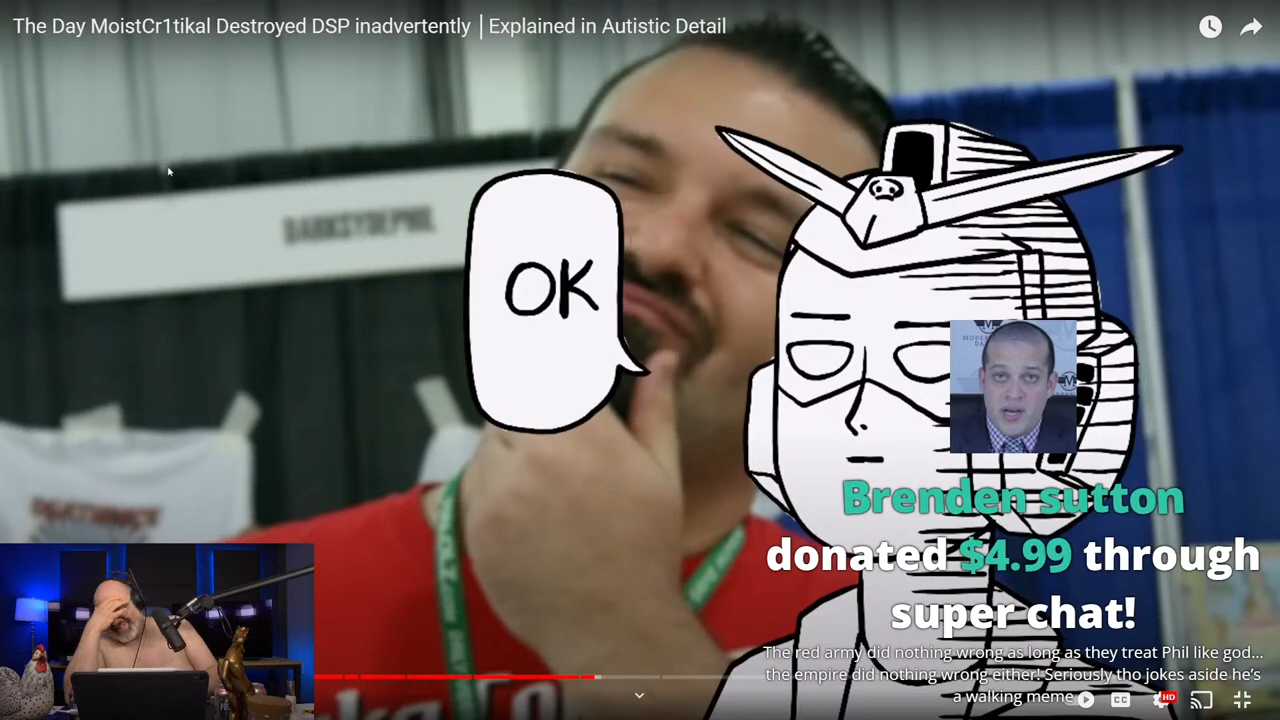 The Day MoistCr1tikal Destroyed DSP inadvertently | Explained in Autistic Detail
DARKSYDEPHIL
OK
Brenden sutton
donated $4.99 through
super chat!
The red army did nothing wrong as long as they treat Phil like god...
the empire did nothing wrong either! Seriously tho jokes aside he's
a walking meme
CC
HD